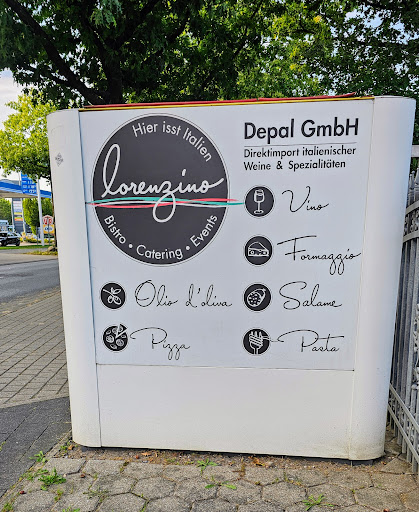 Hier isst Italien
lorenzino
Bistro • Catering • Events
Depal GmbH
Direktimport italienischer
Weine & Spezialitäten
Vino
Formaggio
Olio d'oliva
Salame
Pizza
Pasta